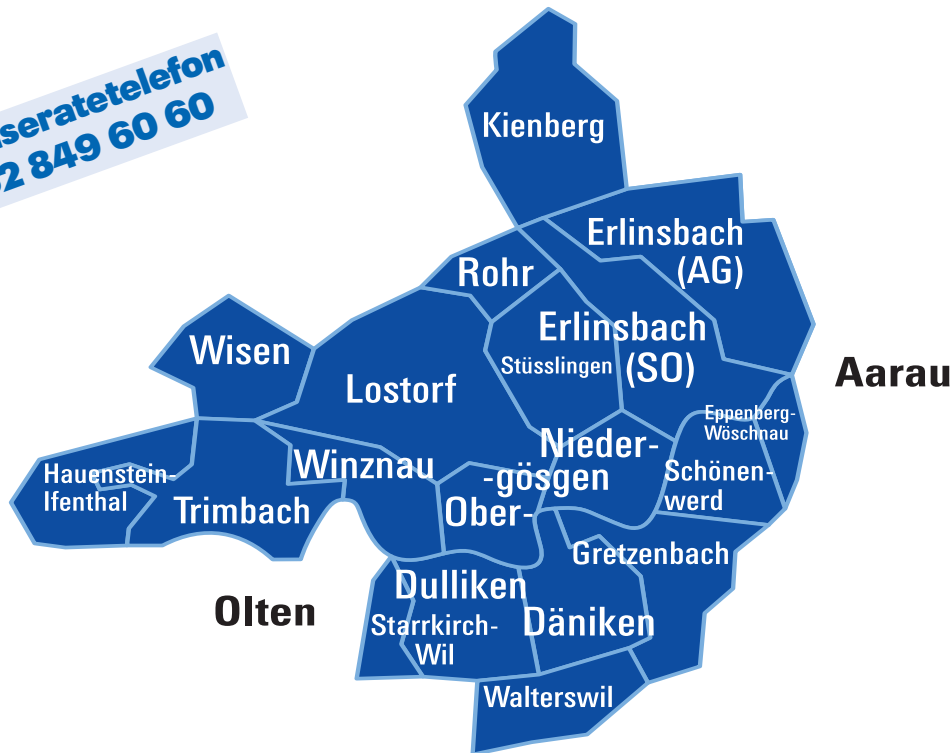 seratetelefon
2 849 60 60
Kienberg
Erlinsbach
(AG)
Rohr
Erlinsbach
(SO)
Stüsslingen
Wisen
Lostorf
Aarau
Eppenberg-
Wöschnau
Nieder-
-gösgen
Ober-
Schönen-
werd
Winznau
Hauenstein-
Ifenthal
Trimbach
Gretzenbach
Olten
Dulliken
Starrkirch-
Wil
Däniken
Walterswil